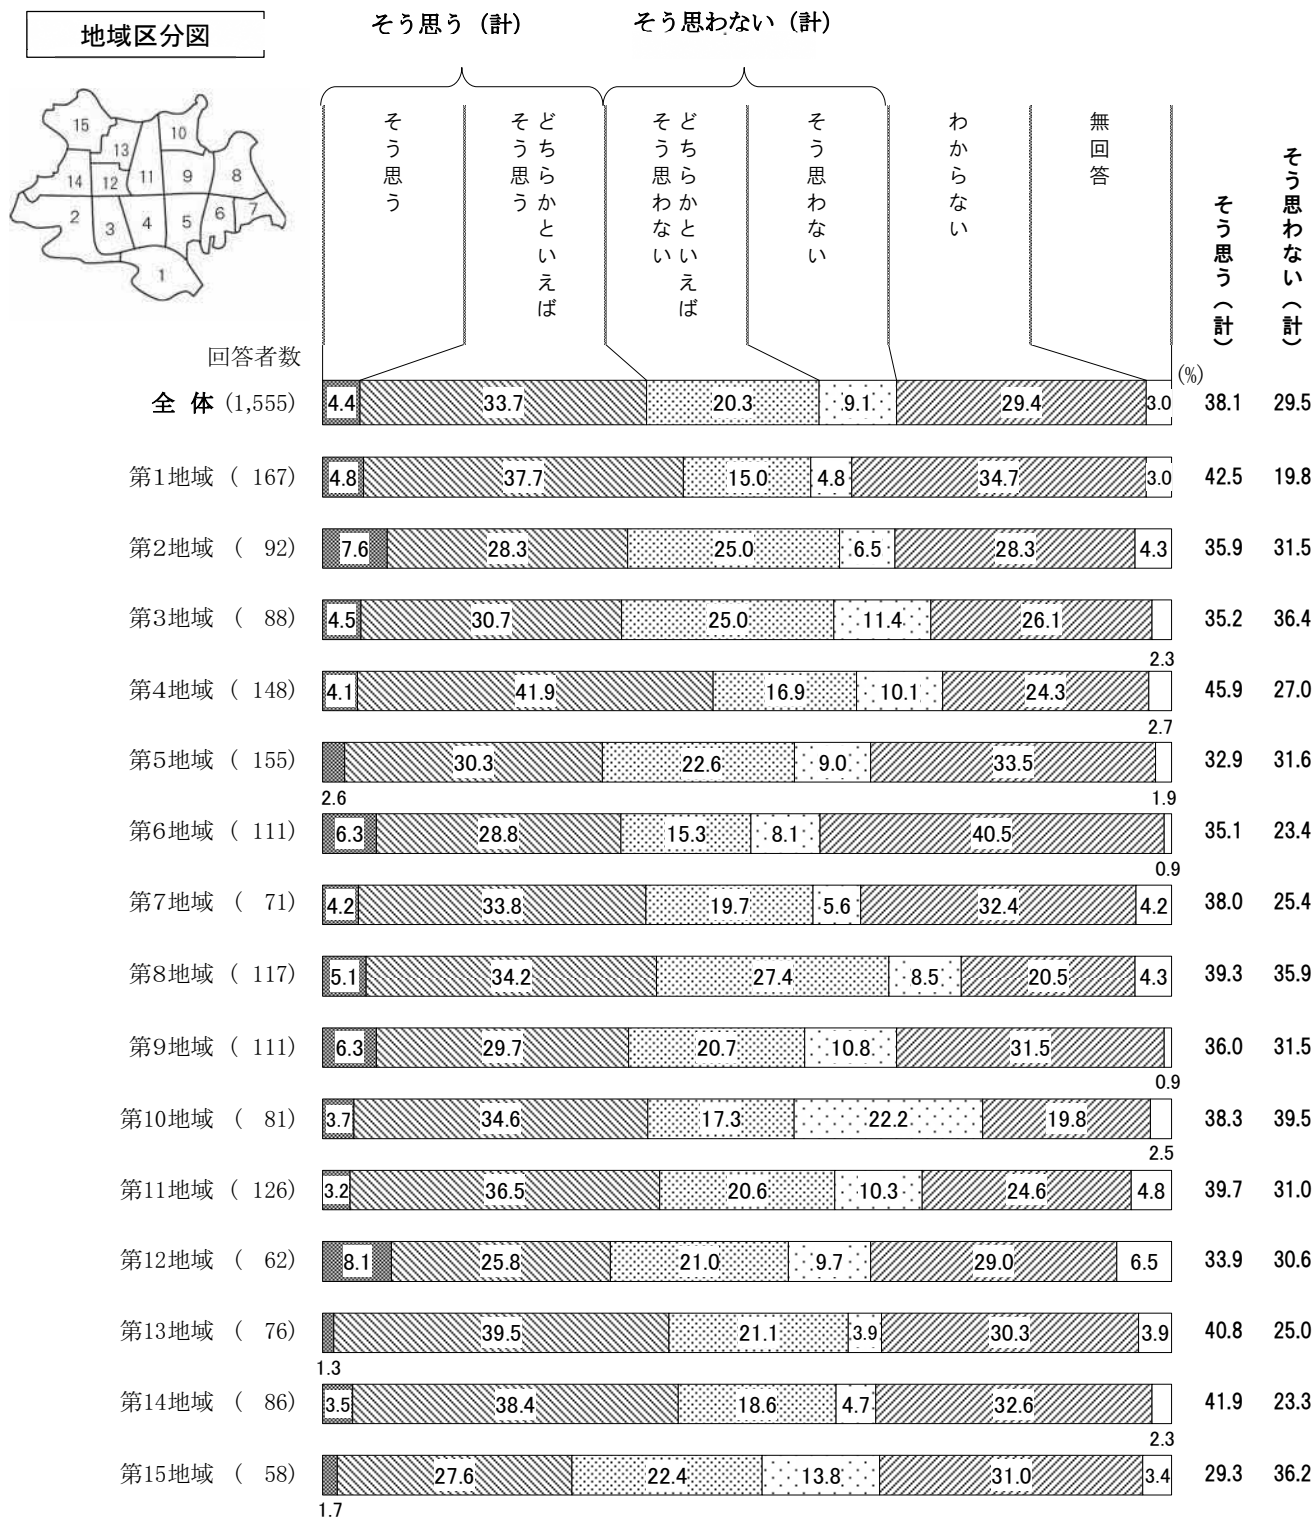 地域区分図
そう思う（計）
そう思わない（計）
そう思う
どちらかといえば
そう思う
どちらかといえば
そう思わない
そう思わない
わからない
無回答
そう思う（計）
そう思わない（計）
15
10
13
14
12
11
9
8
2
3
4
5
6
7
1
回答者数
(%)
全 体 (1,555) 4.4 33.7 20.3 9.1 29.4 3.0 38.1 29.5
第1地域 ( 167) 4.8 37.7 15.0 4.8 34.7 3.0 42.5 19.8
第2地域 ( 92) 7.6 28.3 25.0 6.5 28.3 4.3 35.9 31.5
第3地域 ( 88) 4.5 30.7 25.0 11.4 26.1 35.2 36.4
2.3
第4地域 ( 148) 4.1 41.9 16.9 10.1 24.3 45.9 27.0
2.7
第5地域 ( 155) 30.3 22.6 9.0 33.5 32.9 31.6
2.6 1.9
第6地域 ( 111) 6.3 28.8 15.3 8.1 40.5 35.1 23.4
0.9
第7地域 ( 71) 4.2 33.8 19.7 5.6 32.4 4.2 38.0 25.4
第8地域 ( 117) 5.1 34.2 27.4 8.5 20.5 4.3 39.3 35.9
第9地域 ( 111) 6.3 29.7 20.7 10.8 31.5 36.0 31.5
0.9
第10地域 ( 81) 3.7 34.6 17.3 22.2 19.8 38.3 39.5
2.5
第11地域 ( 126) 3.2 36.5 20.6 10.3 24.6 4.8 39.7 31.0
第12地域 ( 62) 8.1 25.8 21.0 9.7 29.0 6.5 33.9 30.6
第13地域 ( 76) 39.5 21.1 3.9 30.3 3.9 40.8 25.0
1.3
第14地域 ( 86) 3.5 38.4 18.6 4.7 32.6 41.9 23.3
2.3
第15地域 ( 58) 27.6 22.4 13.8 31.0 3.4 29.3 36.2
1.7